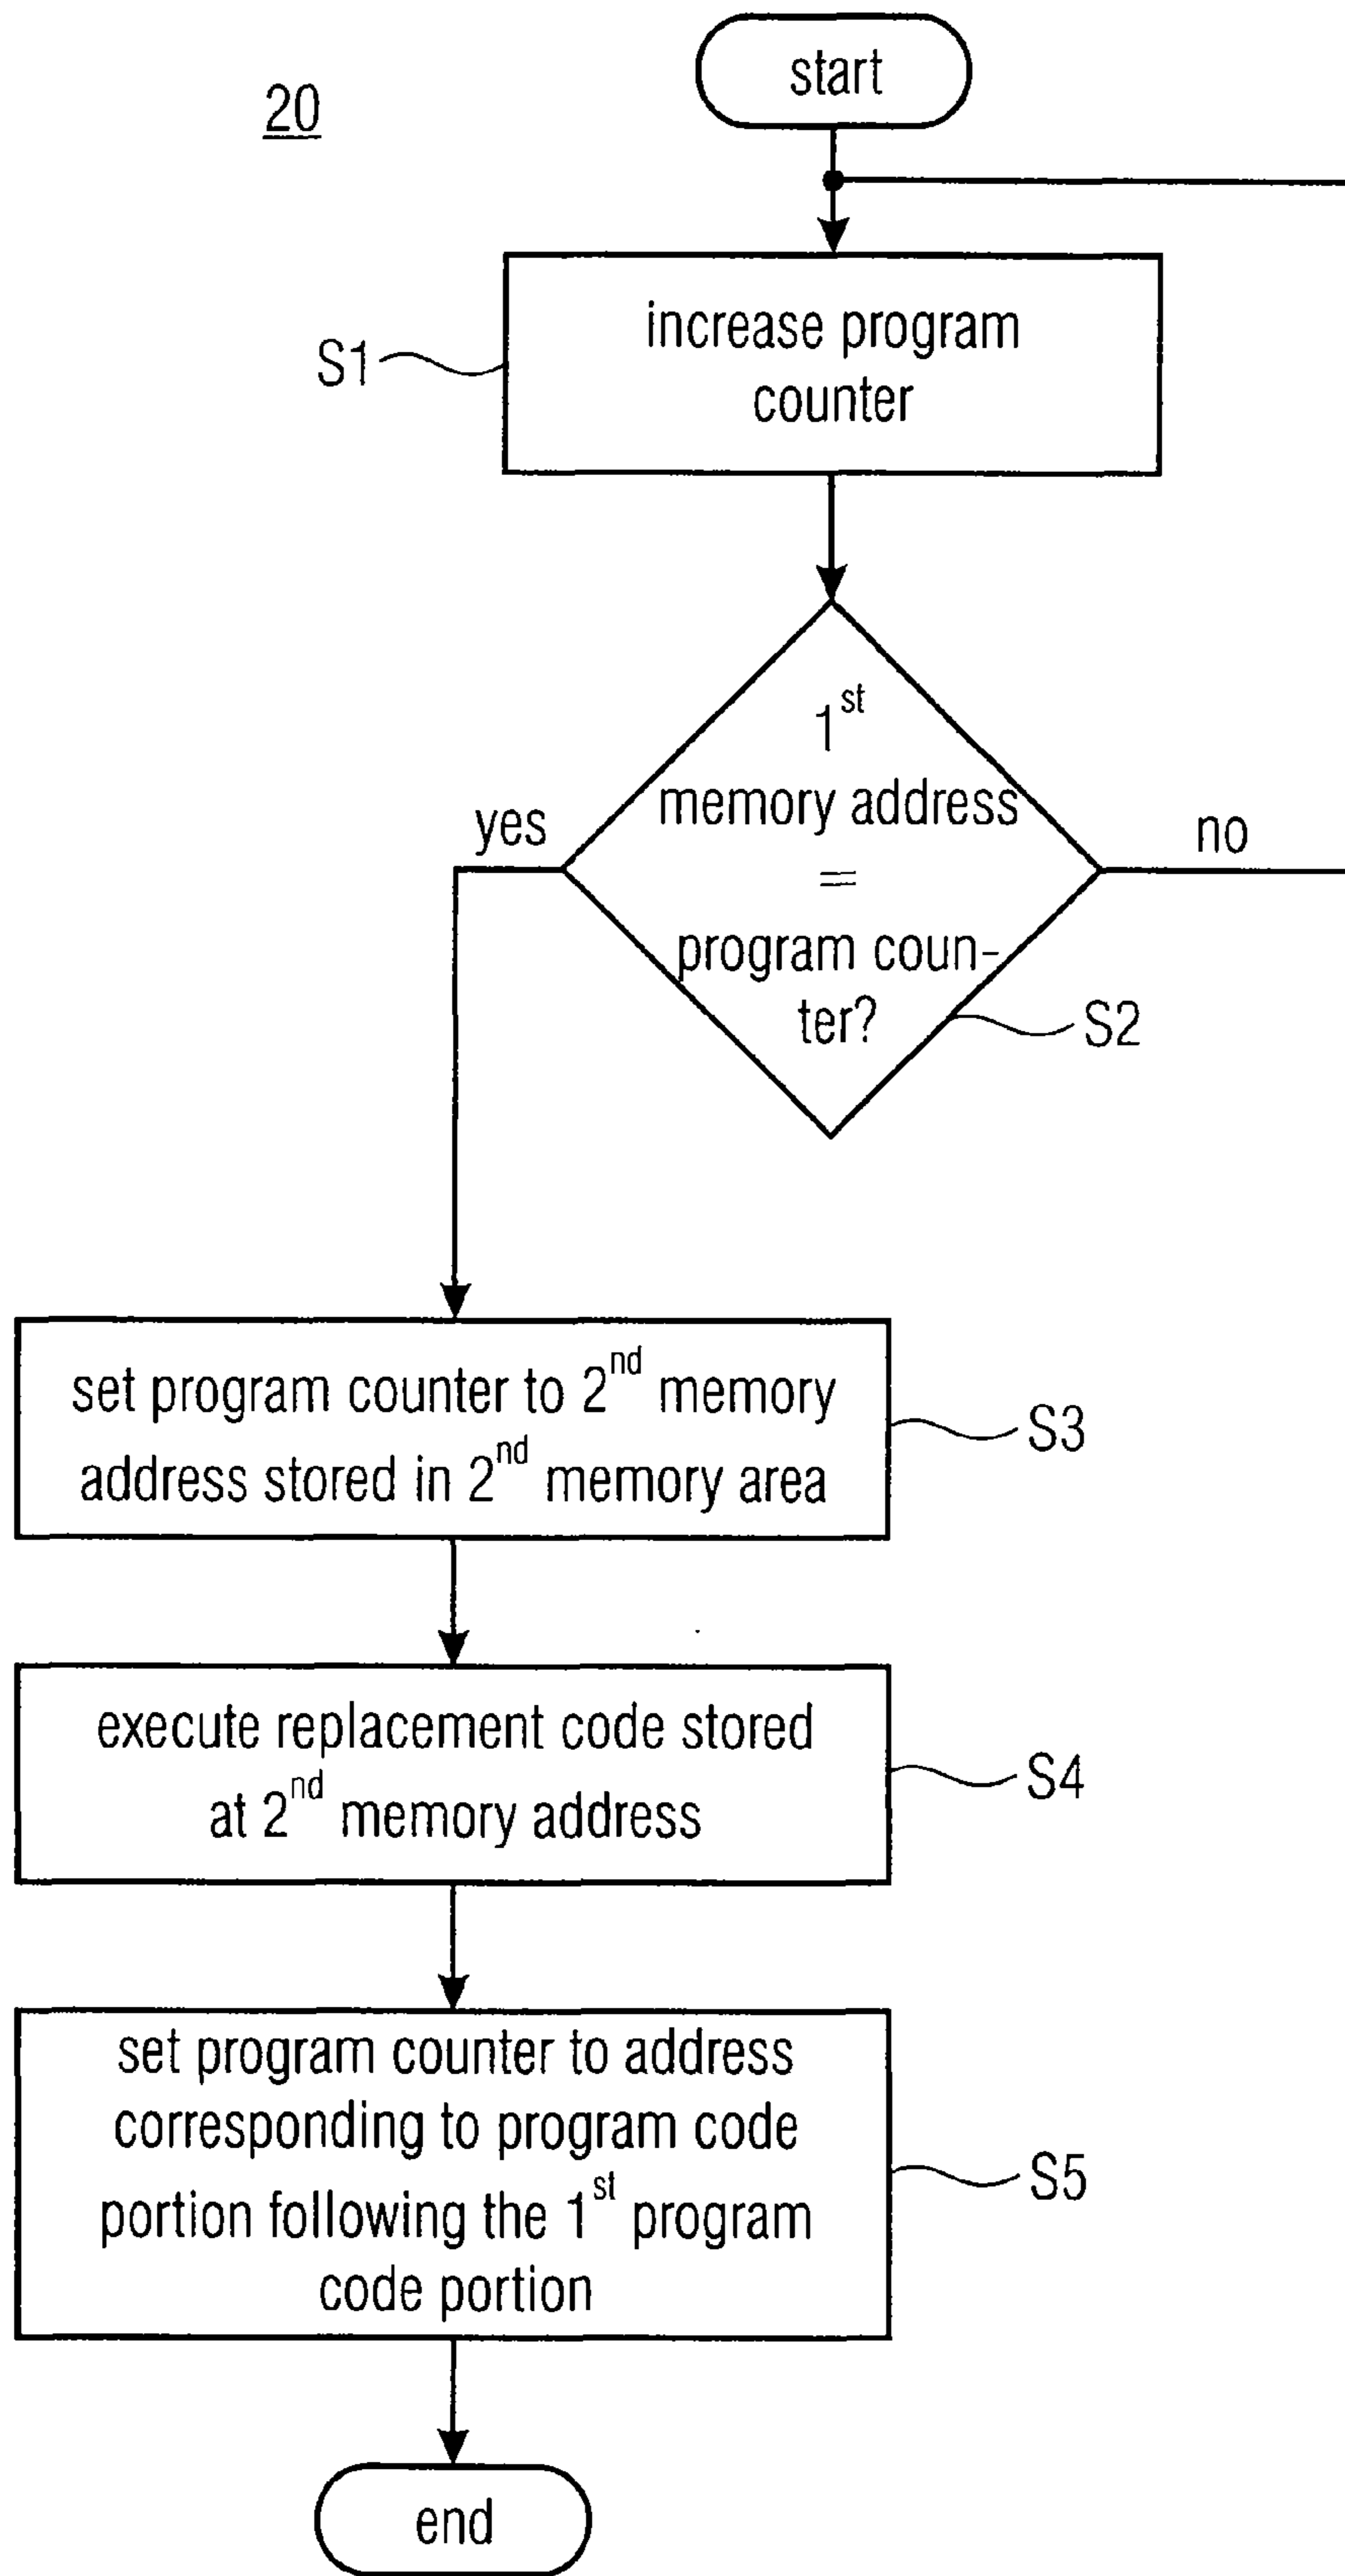 20
start
S1
increase program
counter
1st
memory address
=
program coun-
ter?
yes
no
S2
set program counter to 2nd memory
address stored in 2nd memory area
S3
execute replacement code stored
at 2nd memory address
S4
set program counter to address
corresponding to program code
portion following the 1st program
code portion
S5
end